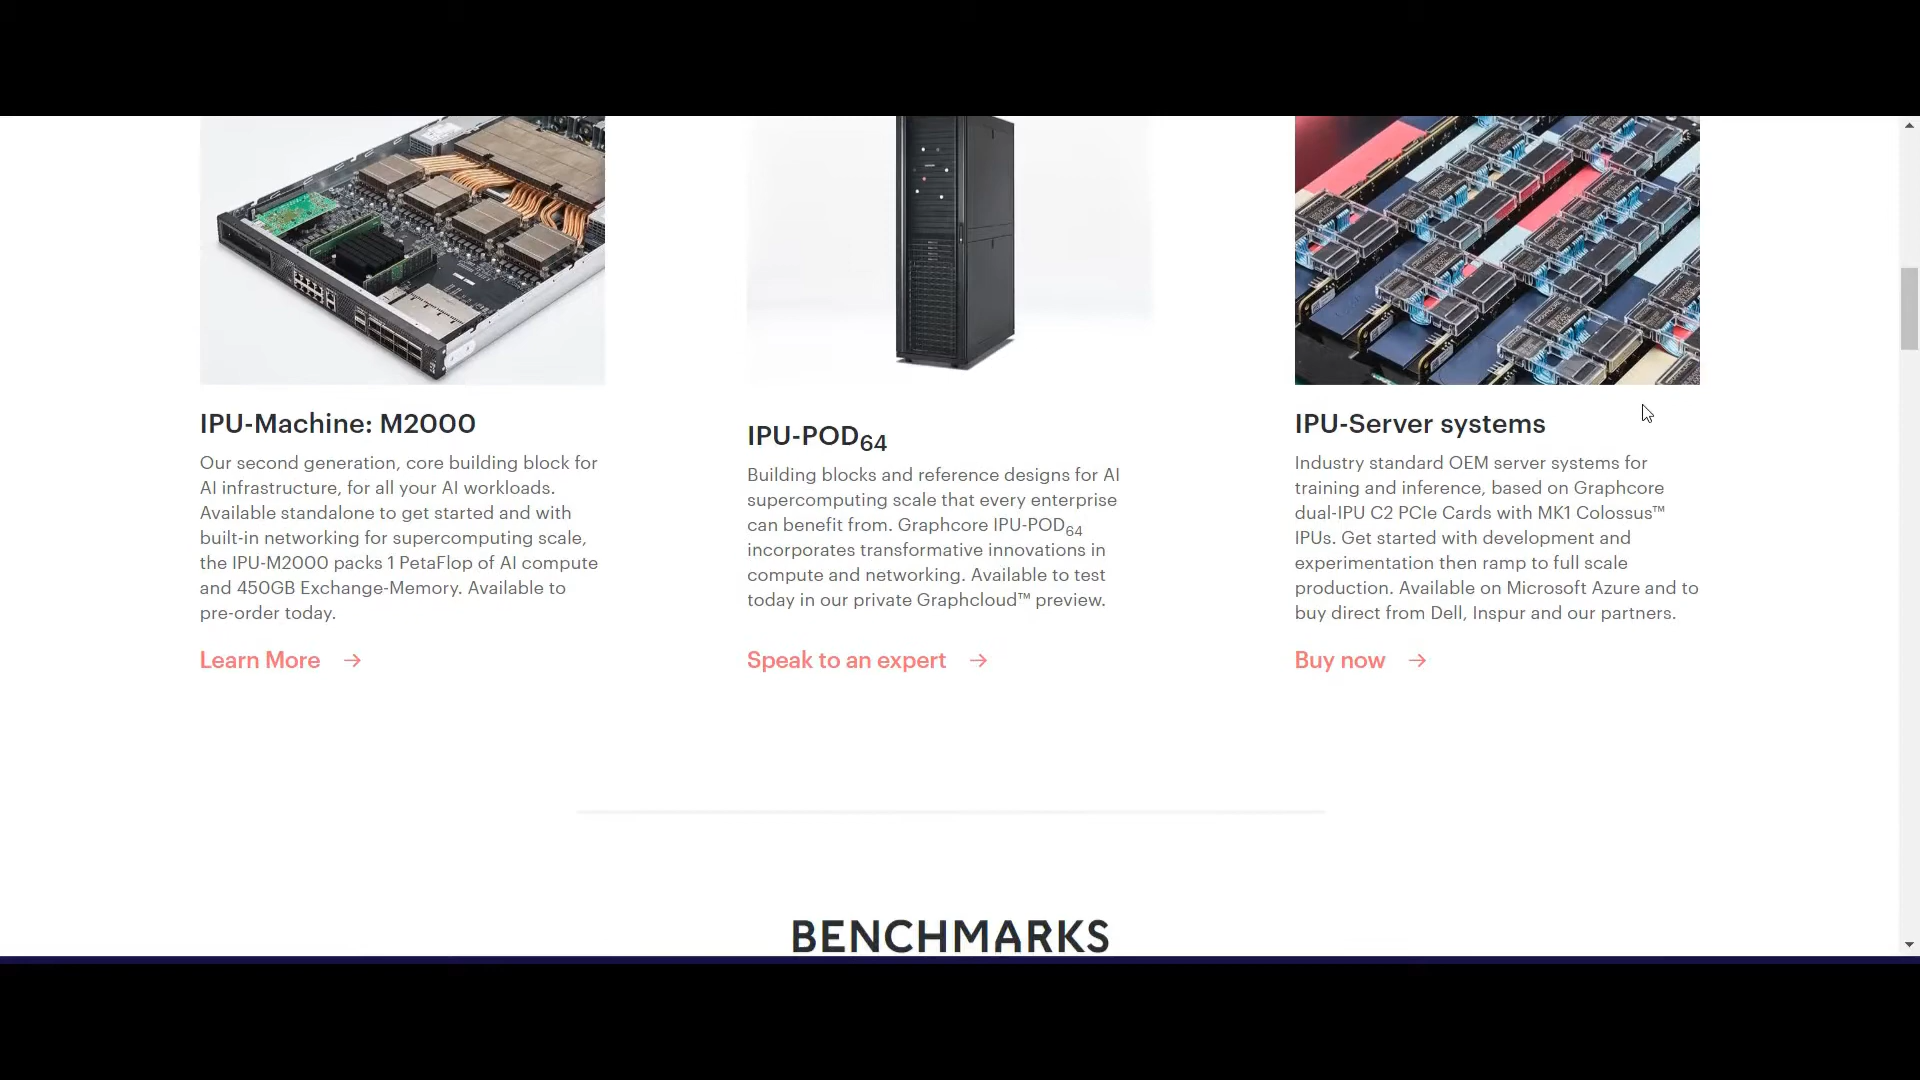 IPU-Machine: M2000
Our second generation, core building block for
AI infrastructure, for all your AI workloads.
Available standalone to get started and with
built-in networking for supercomputing scale,
the IPU-M2000 packs 1 PetaFlop of AI compute
and 450GB Exchange-Memory. Available to
pre-order today.
Learn More →
IPU-POD64
Building blocks and reference designs for AI
supercomputing scale that every enterprise
can benefit from. Graphcore IPU-POD64
incorporates transformative innovations in
compute and networking. Available to test
today in our private Graphcloud™ preview.
Speak to an expert →
IPU-Server systems
Industry standard OEM server systems for
training and inference, based on Graphcore
dual-IPU C2 PCIe Cards with MK1 Colossus™
IPUs. Get started with development and
experimentation then ramp to full scale
production. Available on Microsoft Azure and to
buy direct from Dell, Inspur and our partners.
Buy now →
BENCHMARKS